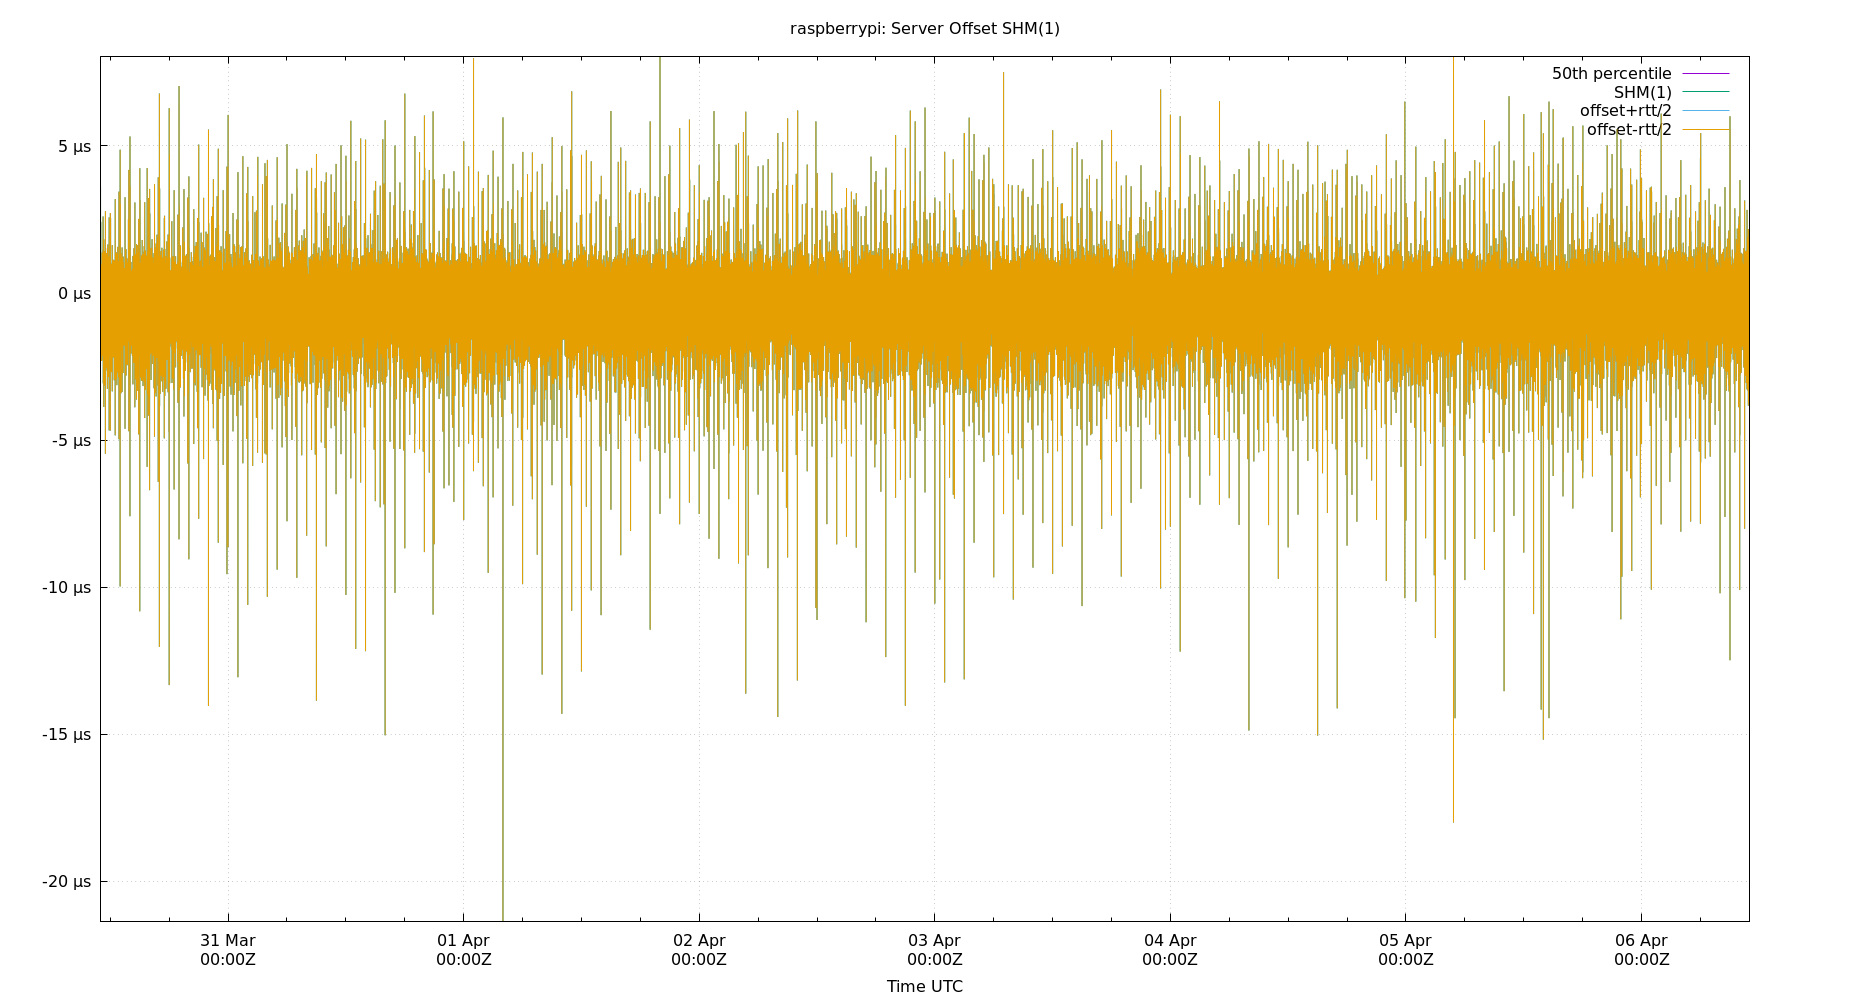 raspberrypi: Server Offset SHM(1)
50th percentile
SHM(1)
offset+rtt/2
offset-rtt/2
5 µs
0 µs
-5 µs
-10 µs
-15 µs
-20 µs
31 Mar 01 Apr 02 Apr 03 Apr 04 Apr 05 Apr 06 Apr
00:00Z 00:00Z 00:00Z 00:00Z 00:00Z 00:00Z 00:00Z
Time UTC